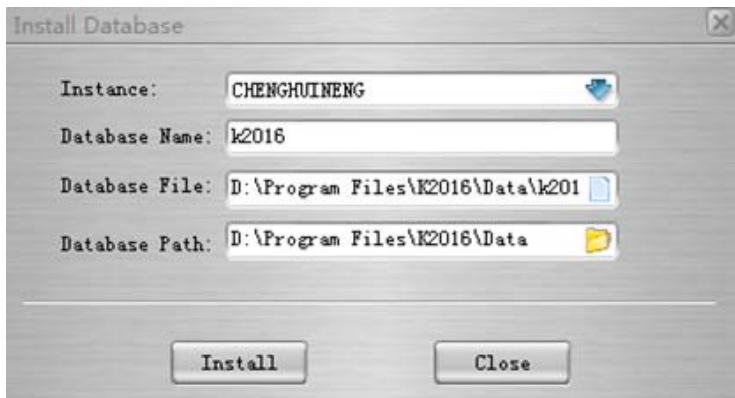 Install Database
Instance: CHENGHUINENG
Database Name: k2016
Database File: D:\Program Files\K2016\Data\k201
Database Path: D:\Program Files\K2016\Data
Install Close